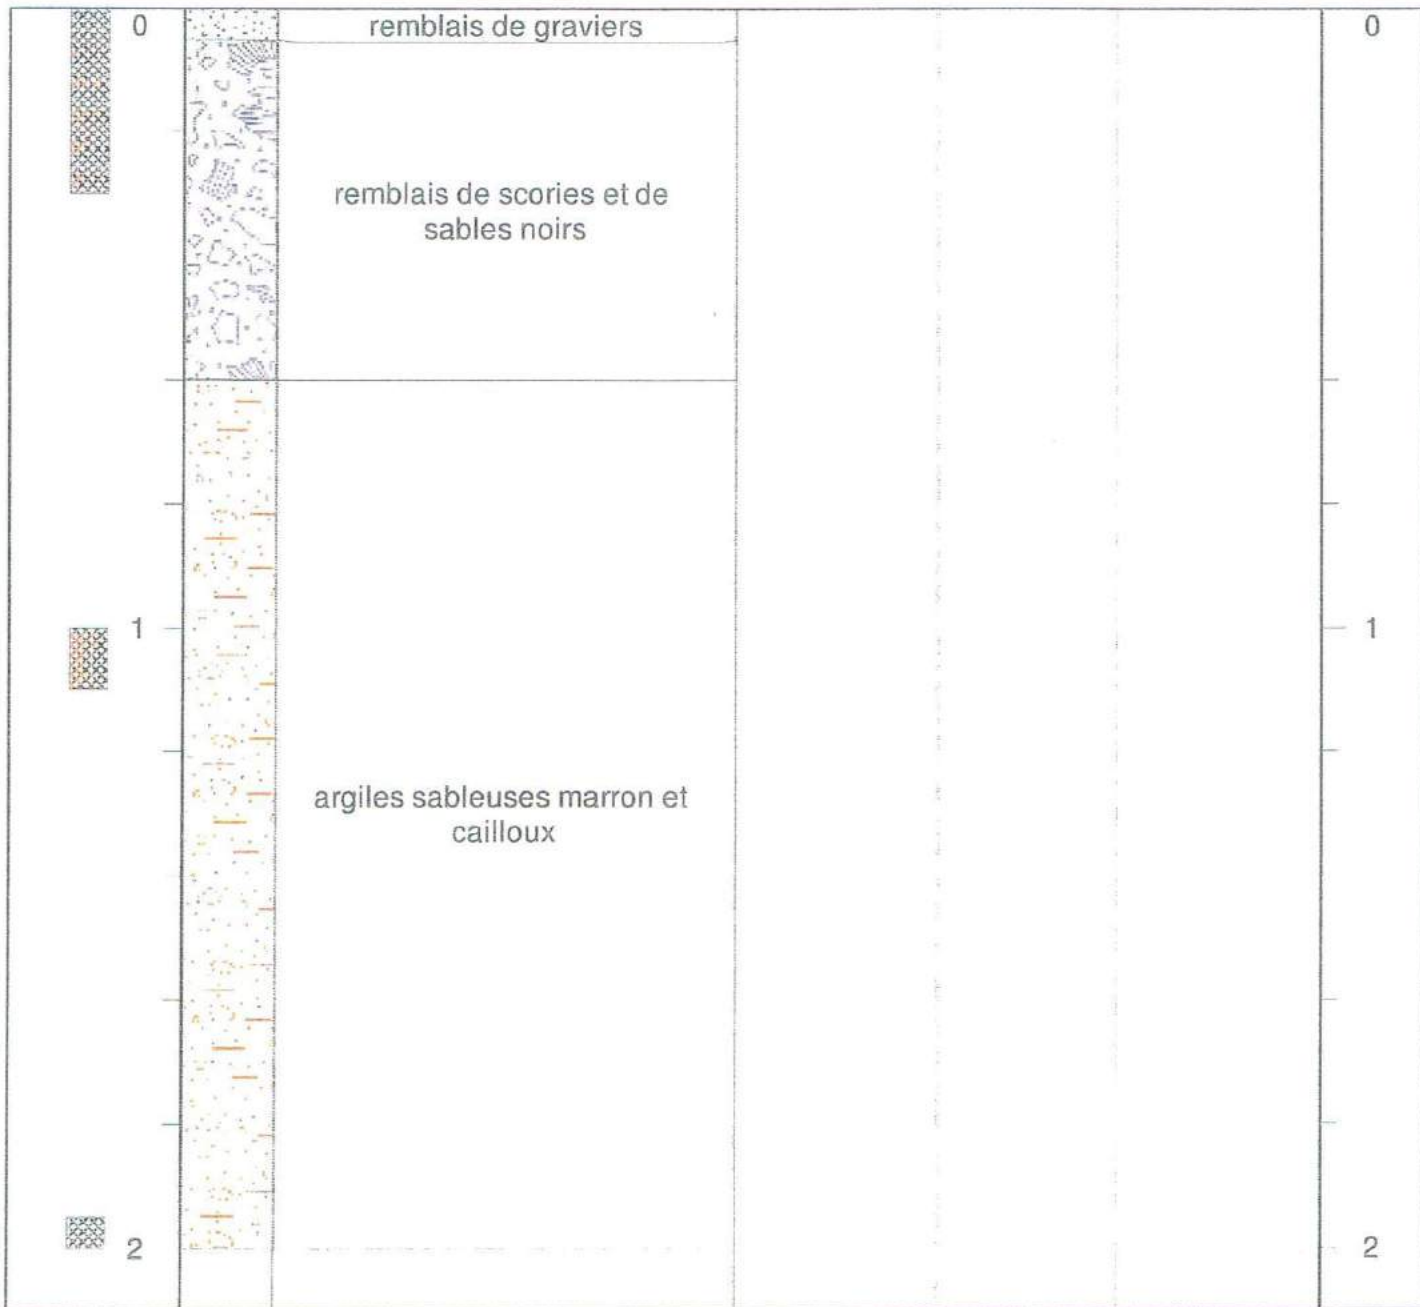 0 remblais de graviers 0
remblais de scories et de
sables noirs
1 1
argiles sableuses marron et
cailloux
2 2